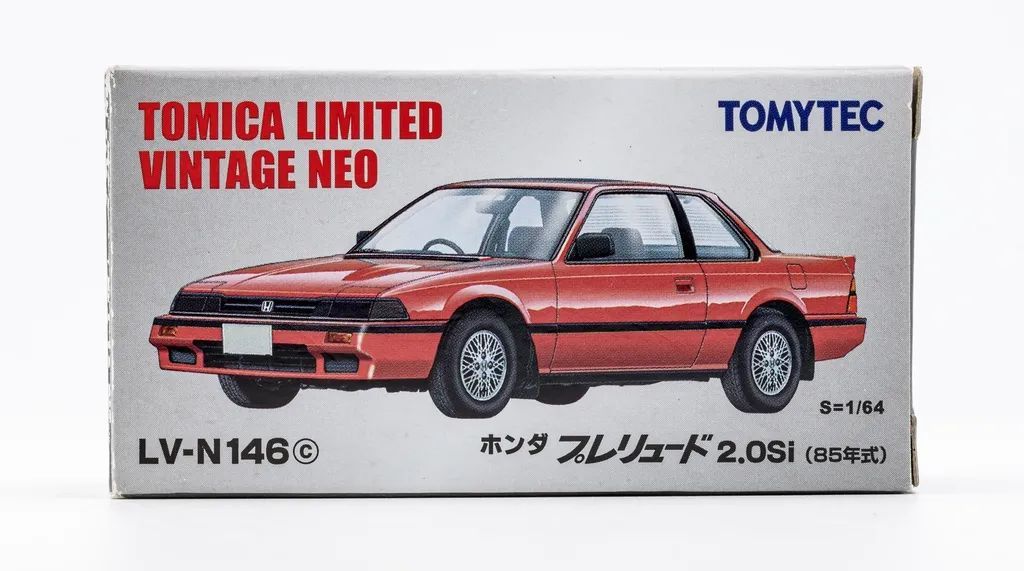 TOMICA LIMITED
VINTAGE NEO
TOMYTEC
S=1/64
LV-N146ⓒ
ホンダ プレリュード 2.0Si (85年式)